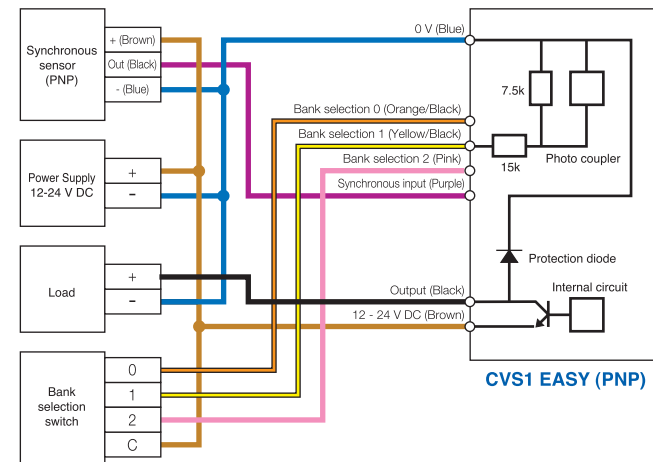 Synchronous
sensor
(PNP)
+ (Brown)
Out (Black)
- (Blue)
Power Supply
12-24 V DC
+
-
Load
+
-
Bank
selection
switch
0
1
2
C
0 V (Blue)
Bank selection 0 (Orange/Black)
Bank selection 1 (Yellow/Black)
Bank selection 2 (Pink)
Synchronous input (Purple)
Output (Black)
12 - 24 V DC (Brown)
7.5k
15k
Photo coupler
Protection diode
Internal circuit
CVS1 EASY (PNP)